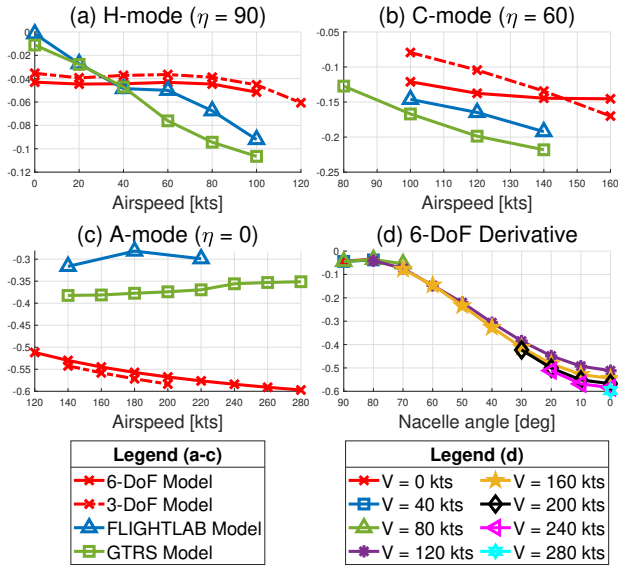 (a) H-mode (η = 90)
0
-0.02
-0.04
-0.06
-0.08
-0.1
-0.12
0 20 40 60 80 100 120
Airspeed [kts]
(b) C-mode (η = 60)
-0.1
-0.15
-0.2
-0.25
80 90 100 110 120 130 140 150 160
Airspeed [kts]
(c) A-mode (η = 0)
-0.3
-0.35
-0.4
-0.45
-0.5
-0.55
-0.6
120 140 160 180 200 220 240 260 280
Airspeed [kts]
(d) 6-DoF Derivative
0
-0.1
-0.2
-0.3
-0.4
-0.5
-0.6
90 80 70 60 50 40 30 20 10 0
Nacelle angle [deg]
Legend (a-c)
6-DoF Model
3-DoF Model
FLIGHTLAB Model
GTRS Model
Legend (d)
V = 0 kts
V = 40 kts
V = 80 kts
V = 120 kts
V = 160 kts
V = 200 kts
V = 240 kts
V = 280 kts